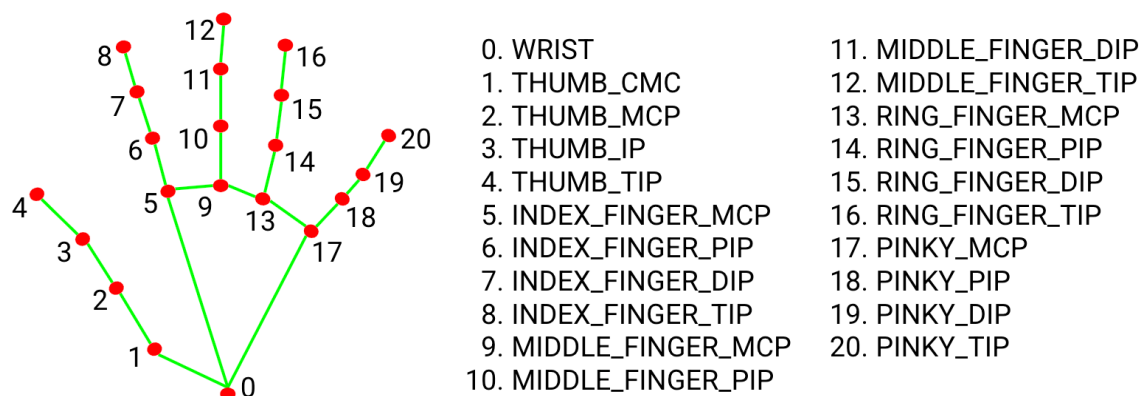 12
8
16
11
7
15
10
20
6
14
19
4
5
9
13
18
3
17
2
1
0
0. WRIST
1. THUMB_CMC
2. THUMB_MCP
3. THUMB_IP
4. THUMB_TIP
5. INDEX_FINGER_MCP
6. INDEX_FINGER_PIP
7. INDEX_FINGER_DIP
8. INDEX_FINGER_TIP
9. MIDDLE_FINGER_MCP
10. MIDDLE_FINGER_PIP
11. MIDDLE_FINGER_DIP
12. MIDDLE_FINGER_TIP
13. RING_FINGER_MCP
14. RING_FINGER_PIP
15. RING_FINGER_DIP
16. RING_FINGER_TIP
17. PINKY_MCP
18. PINKY_PIP
19. PINKY_DIP
20. PINKY_TIP